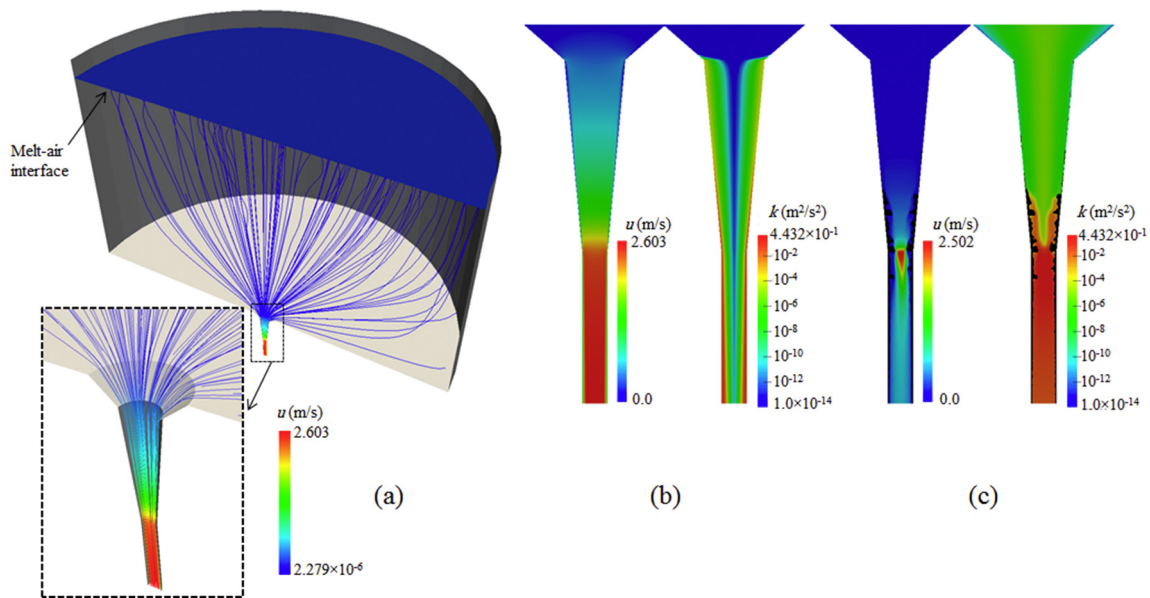 Melt-air
interface
u (m/s)
2.603
2.279×10⁻⁶
(a)
u (m/s)
2.603
0.0
k (m²/s²)
4.432×10⁻¹
10⁻²
10⁻⁴
10⁻⁶
10⁻⁸
10⁻¹⁰
10⁻¹²
1.0×10⁻¹⁴
(b)
u (m/s)
2.502
0.0
k (m²/s²)
4.432×10⁻¹
10⁻²
10⁻⁴
10⁻⁶
10⁻⁸
10⁻¹⁰
10⁻¹²
1.0×10⁻¹⁴
(c)